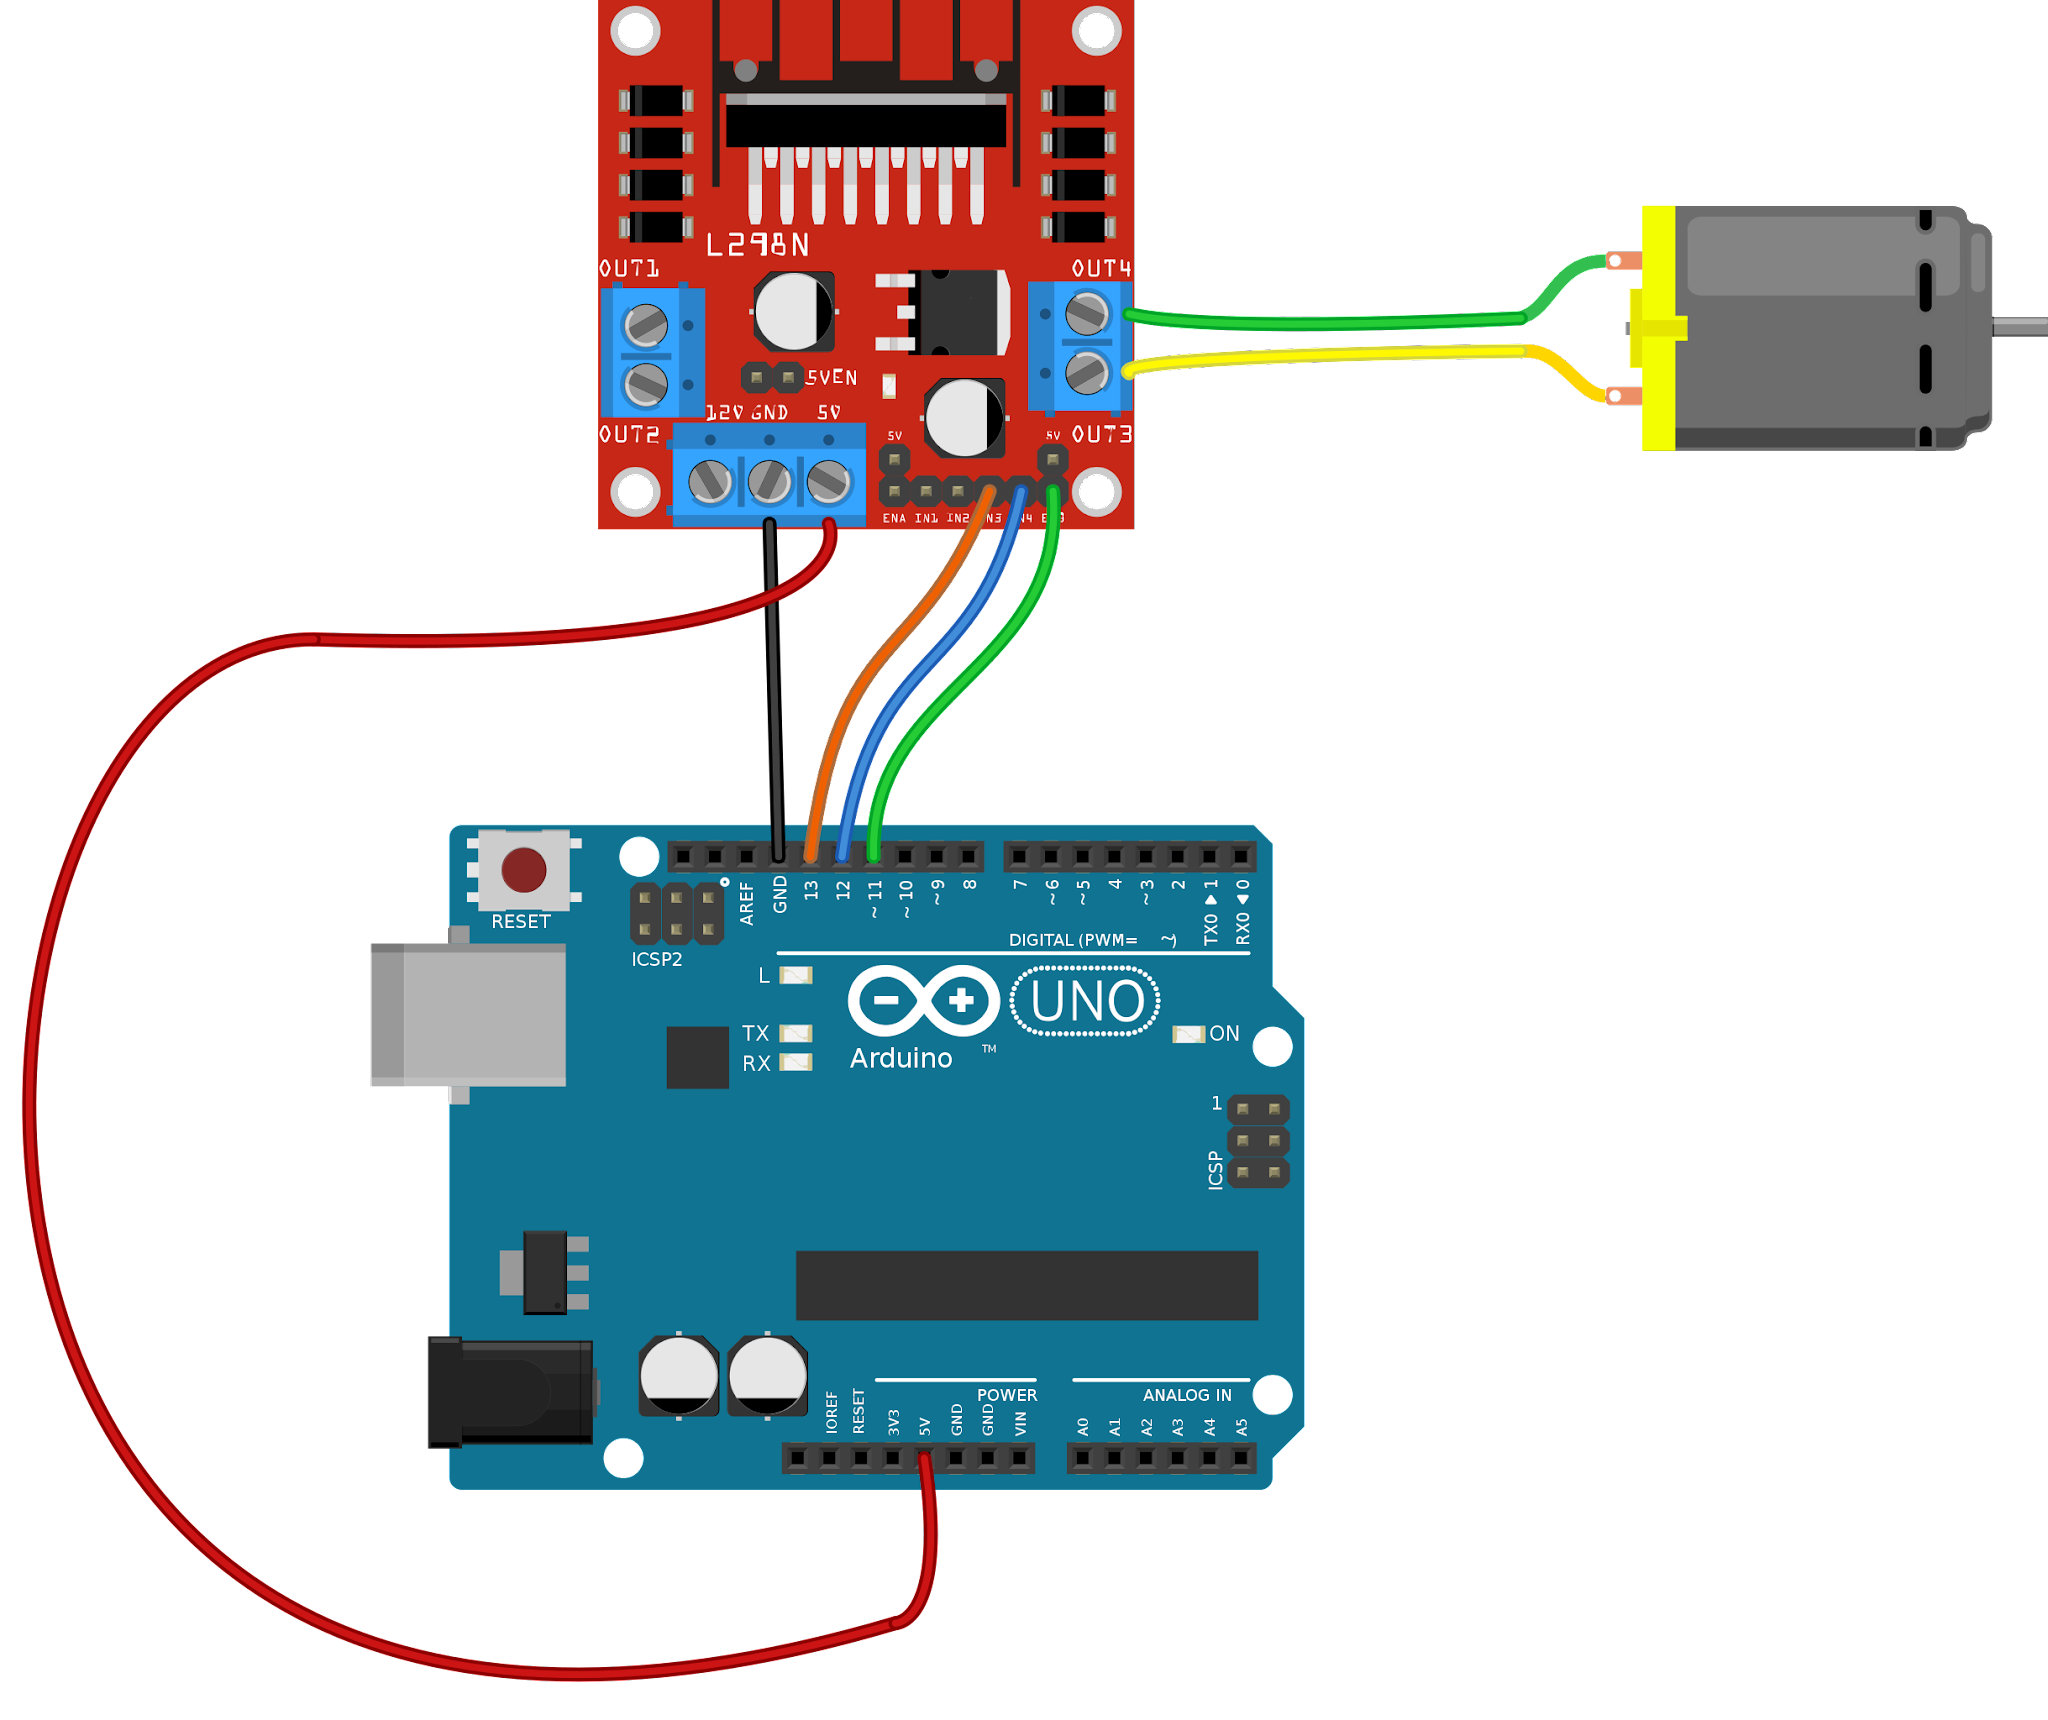 L298N
OUT1
OUT4
5VEN
12V GND 5V
OUT2
5V
5V
OUT3
ENA IN1 IN2
RESET
AREF
GND
13
12
~11
~10
~9
8
7
~6
~5
4
~3
2
TX0 ▶ 1
RX0 ◀ 0
ICSP2
DIGITAL (PWM= ~)
L
TX
RX
UNO
Arduino
TM
ON
1
ICSP
POWER
ANALOG IN
IOREF
RESET
3V3
5V
GND
GND
VIN
A0
A1
A2
A3
A4
A5